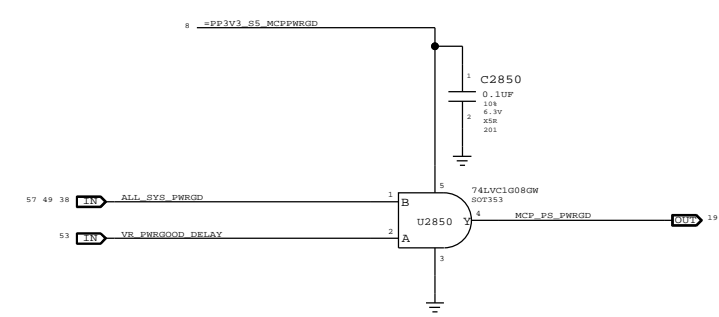 8 =PP3V3_S5_MCPPWRGD
1 C2850
0.1UF
10%
6.3V
2 X5R
201
5 74LVC1G08GW
SOT353
57 49 38 IN ALL_SYS_PWRGD 1 B
U2850 Y 4 MCP_PS_PWRGD OUT 19
53 IN VR_PWRGOOD_DELAY 2 A
3